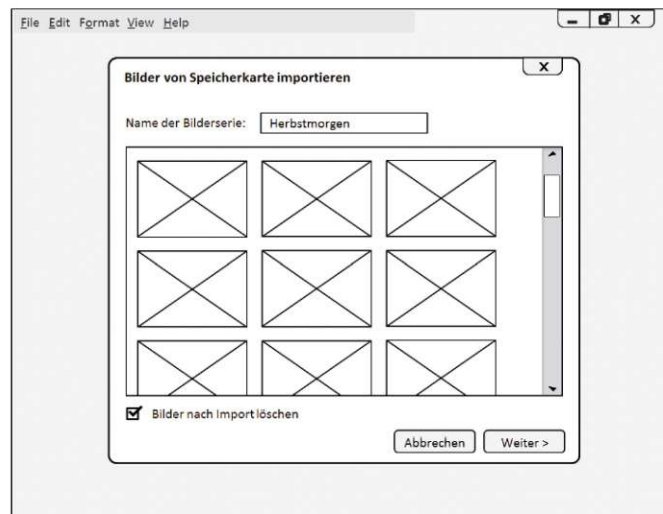 File Edit Format View Help
X
Bilder von Speicherkarte importieren
X
Name der Bilderserie: Herbstmorgen
Bilder nach Import löschen
Abbrechen Weiter >